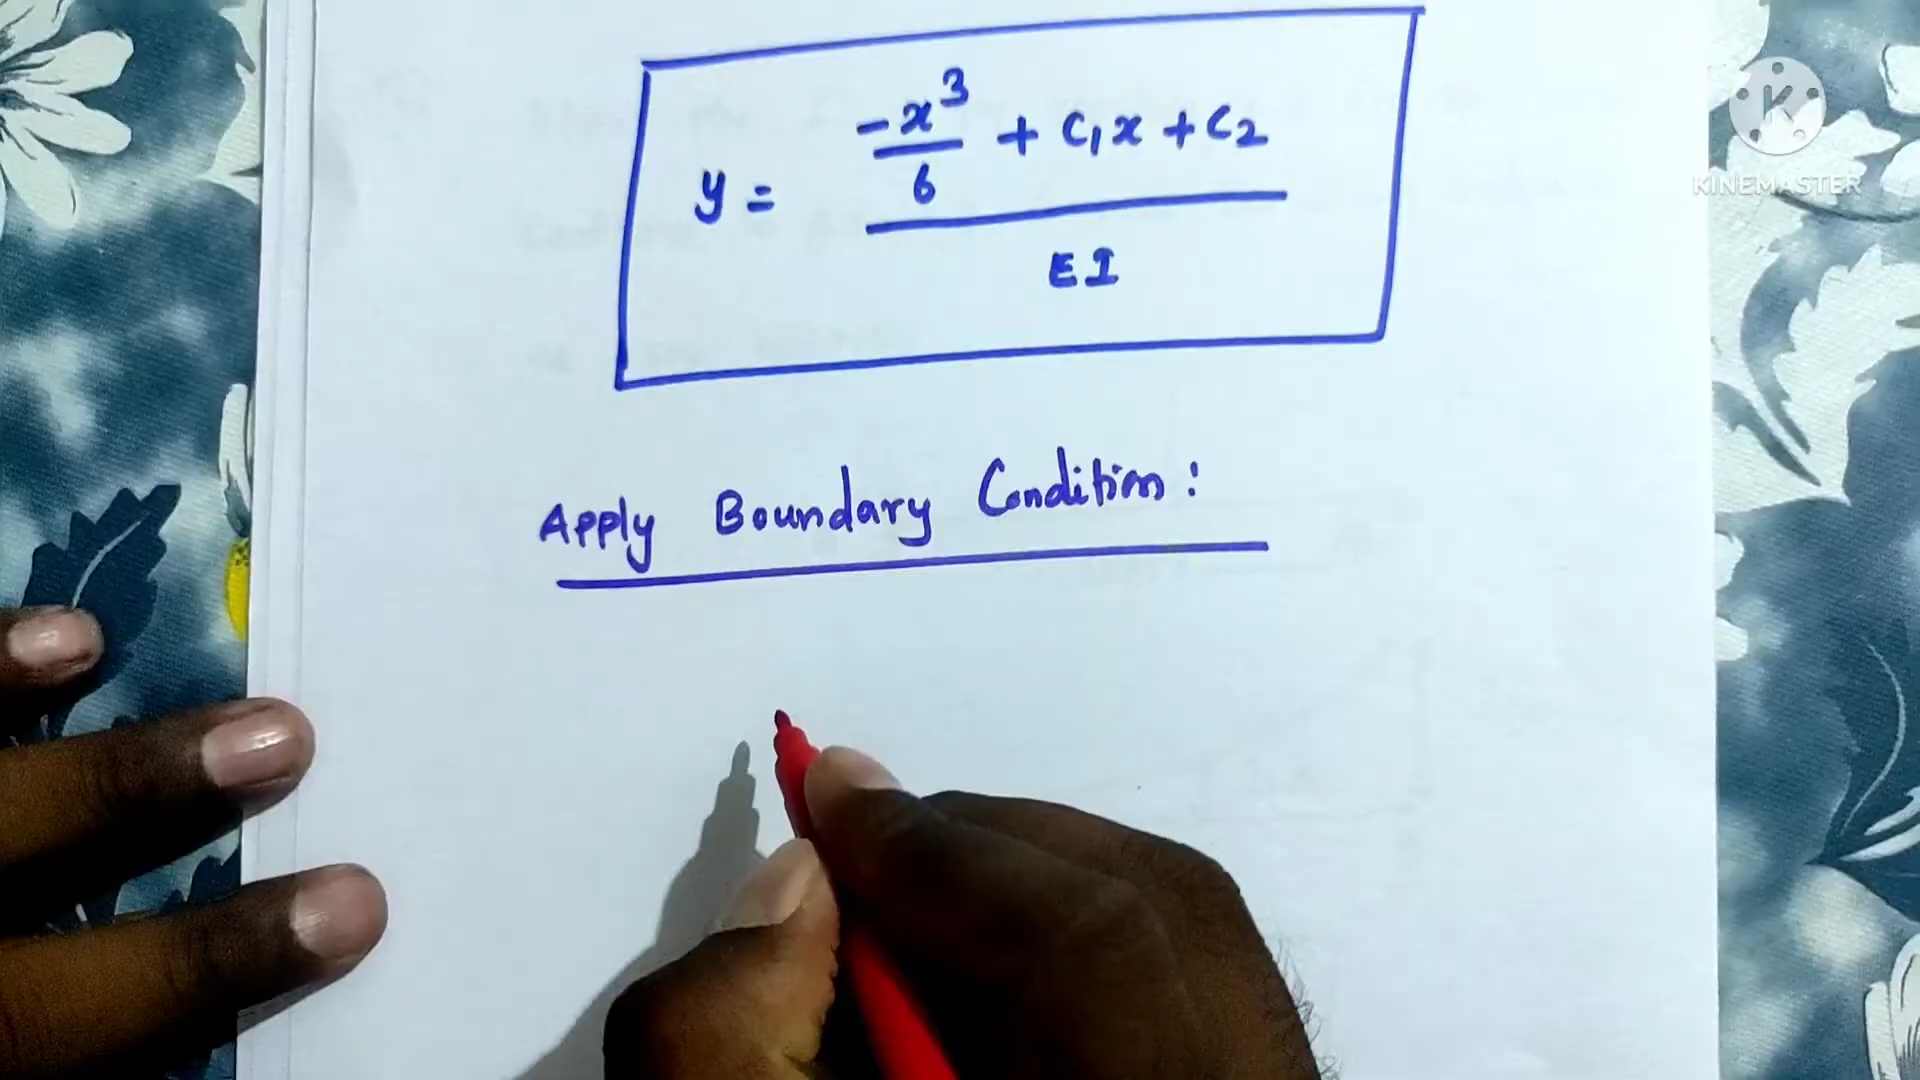 y = (-x³/6 + C₁x + C₂) / EI
Apply Boundary Condition:
K
KINEMASTER